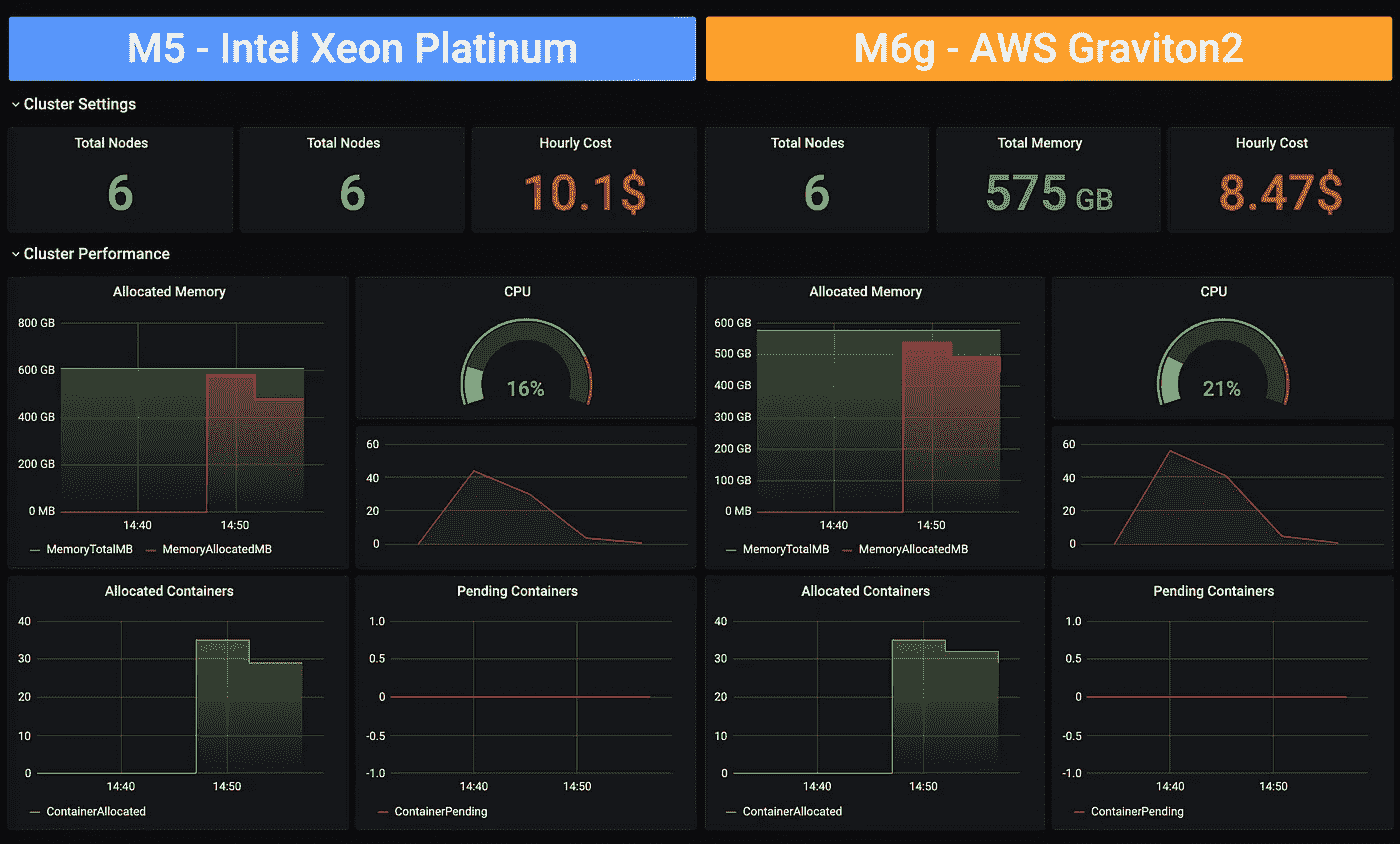 M5 - Intel Xeon Platinum
M6g - AWS Graviton2
Cluster Settings
Total Nodes
6
Total Nodes
6
Hourly Cost
10.1$
Total Nodes
6
Total Memory
575 GB
Hourly Cost
8.47$
Cluster Performance
Allocated Memory
800 GB
600 GB
400 GB
200 GB
0 MB
14:40 14:50
MemoryTotalMB MemoryAllocatedMB
CPU
16%
60
40
20
0
Allocated Memory
600 GB
500 GB
400 GB
300 GB
200 GB
100 GB
0 MB
14:40 14:50
MemoryTotalMB MemoryAllocatedMB
CPU
21%
60
40
20
0
Allocated Containers
40
30
20
10
0
14:40 14:50
ContainerAllocated
Pending Containers
1.0
0.5
0
-0.5
-1.0
14:40 14:50
ContainerPending
Allocated Containers
40
30
20
10
0
14:40 14:50
ContainerAllocated
Pending Containers
1.0
0.5
0
-0.5
-1.0
14:40 14:50
ContainerPending